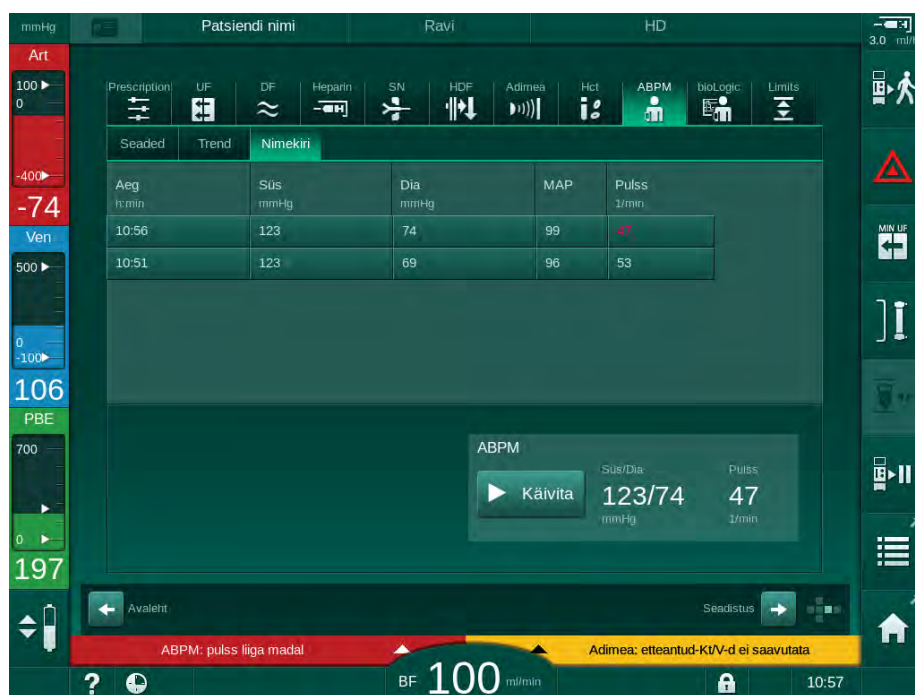 mmHg Patsiendi nimi Ravi HD
3.0 ml/h
Art
100
0
-400
-74
Ven
500
0
-100
106
PBE
700
0
197
Prescription UF DF Heparin SN HDF Adimea Hct ABPM bioLogic Limits
Seaded Trend Nimekiri
Aeg Süs Dia MAP Pulss
h:min mmHg mmHg 1/min
10:56 123 74 99 47
10:51 123 69 96 53
ABPM
Käivita
Süs/Dia Pulss
123/74 47
mmHg 1/min
MIN UF
Avaleht Seadistus
ABPM: pulss liiga madal Adimea: etteantud-Kt/V-d ei saavutata
? BF 100 ml/min 10:57